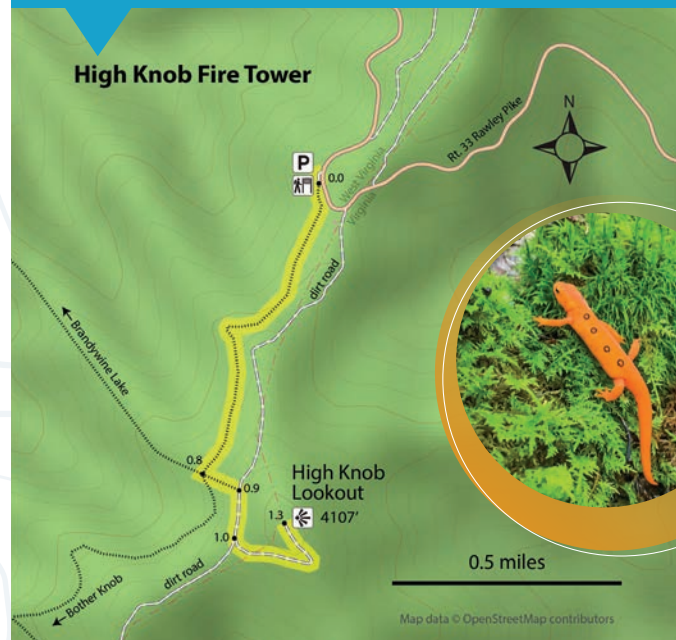 High Knob Fire Tower
N
P
0.0
Rt. 33 Rawley Pike
West Virginia
Virginia
dirt road
← Brandywine Lake
0.8
0.9
High Knob
Lookout
1.3
4107'
1.0
dirt road
← Bother Knob
0.5 miles
Map data © OpenStreetMap contributors